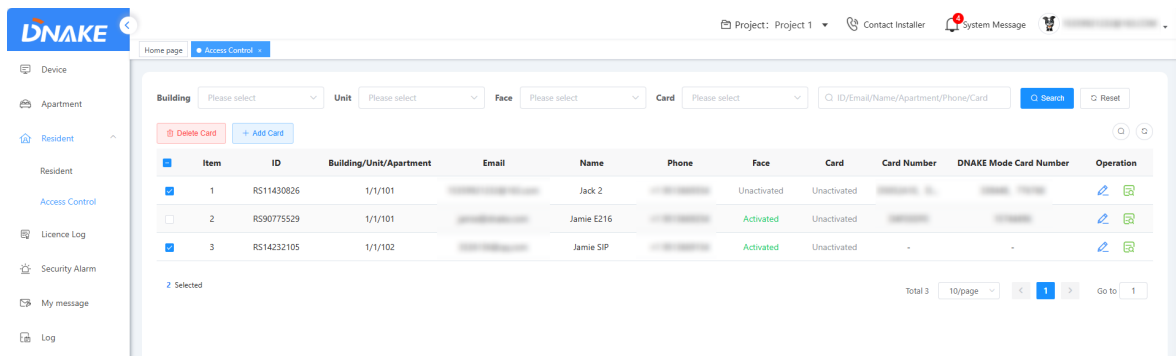 DNAKE
Project: Project 1
Contact Installer
4
System Message
Home page
Access Control ×
Device
Apartment
Resident
Resident
Access Control
Licence Log
Security Alarm
My message
Log
Building Please select Unit Please select Face Please select Card Please select ID/Email/Name/Apartment/Phone/Card Search Reset
Delete Card + Add Card
Item ID Building/Unit/Apartment Email Name Phone Face Card Card Number DNAKE Mode Card Number Operation
1 RS11430826 1/1/101 Jack 2 Unactivated Unactivated
2 RS90775529 1/1/101 Jamie E216 Activated Unactivated
3 RS14232105 1/1/102 Jamie SIP Activated Unactivated - -
2 Selected
Total 3 10/page < 1 > Go to 1